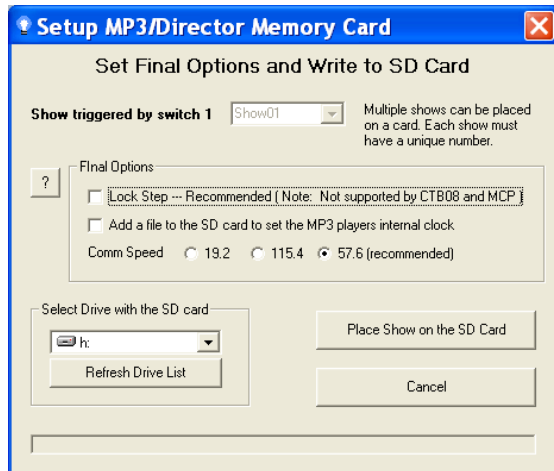 Setup MP3/Director Memory Card
Set Final Options and Write to SD Card
Show triggered by switch 1
Show01
Multiple shows can be placed
on a card. Each show must
have a unique number.
?
FInal Options
Lock Step --- Recommended ( Note: Not supported by CTB08 and MCP )
Add a file to the SD card to set the MP3 players internal clock
Comm Speed
19.2
115.4
57.6 (recommended)
Select Drive with the SD card
h:
Refresh Drive List
Place Show on the SD Card
Cancel